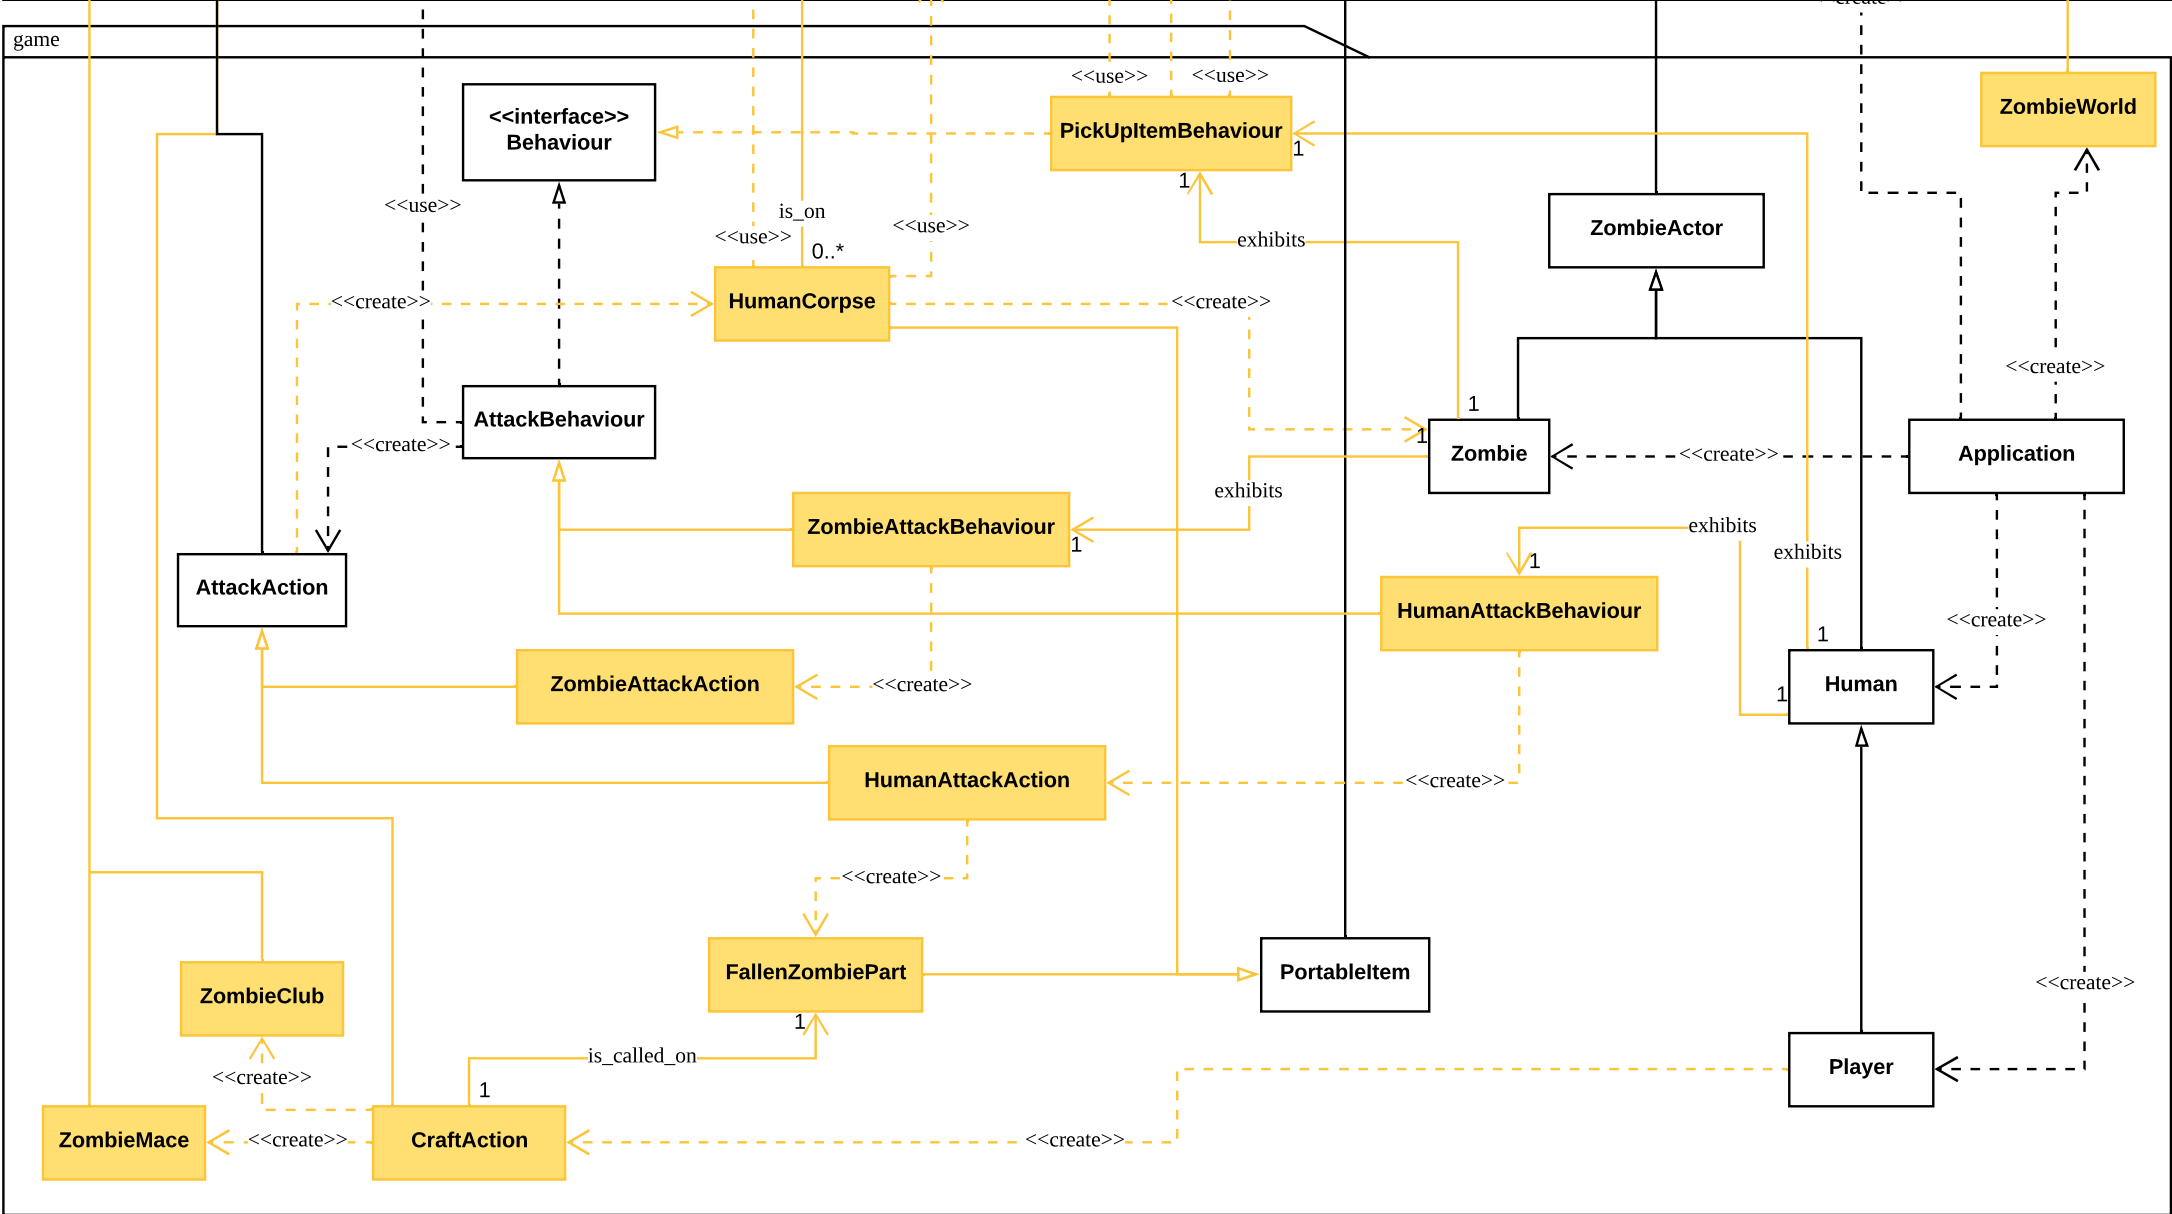 <<create>>
game
<<use>>
<<use>>
ZombieWorld
<<interface>>
Behaviour
PickUpItemBehaviour
1
1
<<use>>
is_on
<<use>>
<<use>>
0..*
exhibits
ZombieActor
<<create>>
HumanCorpse
<<create>>
<<create>>
1
AttackBehaviour
<<create>>
1
Zombie
<<create>>
Application
exhibits
ZombieAttackBehaviour
1
exhibits
exhibits
1
AttackAction
HumanAttackBehaviour
<<create>>
1
ZombieAttackAction
<<create>>
1
Human
HumanAttackAction
<<create>>
<<create>>
FallenZombiePart
PortableItem
<<create>>
ZombieClub
1
is_called_on
Player
<<create>>
1
ZombieMace
<<create>>
CraftAction
<<create>>